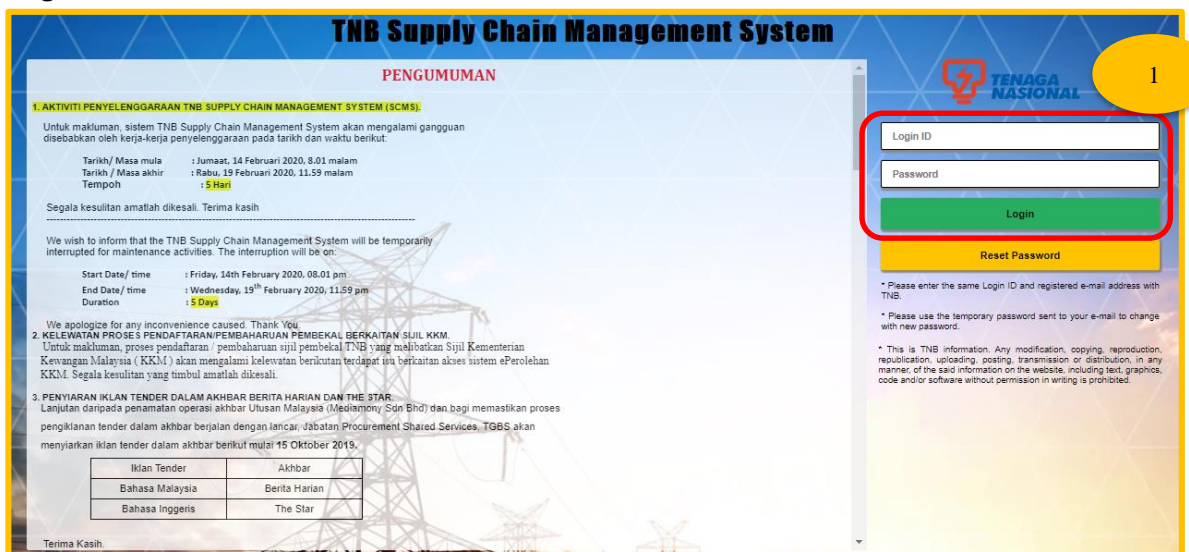 TNB Supply Chain Management System
PENGUMUMAN
1. AKTIVITI PENYELENGGARAAN TNB SUPPLY CHAIN MANAGEMENT SYSTEM (SCMS).
Untuk makluman, sistem TNB Supply Chain Management System akan mengalami gangguan
disebabkan oleh kerja-kerja penyelenggaraan pada tarikh dan waktu berikut:
Tarikh/ Masa mula : Jumaat, 14 Februari 2020, 8.01 malam
Tarikh / Masa akhir : Rabu, 19 Februari 2020, 11.59 malam
Tempoh : 5 Hari
Segala kesulitan amatlah dikesali. Terima kasih
We wish to inform that the TNB Supply Chain Management System will be temporarily
interrupted for maintenance activities. The interruption will be on:
Start Date/ time : Friday, 14th February 2020, 08.01 pm
End Date/ time : Wednesday, 19th February 2020, 11.59 pm
Duration : 5 Days
We apologize for any inconvenience caused. Thank You.
2. KELEWATAN PROSES PENDAFTARAN/PEMBAHARUAN PEMBEKAL BERKAITAN SIJIL KKM.
Untuk makluman, proses pendaftaran / pembaharuan sijil pembekal TNB yang melibatkan Sijil Kementerian
Kewangan Malaysia ( KKM ) akan mengalami kelewatan berikutan terdapat isu berkaitan akses sistem ePerolehan
KKM. Segala kesulitan yang timbul amatlah dikesali.
3. PENYIARAN IKLAN TENDER DALAM AKHBAR BERITA HARIAN DAN THE STAR.
Lanjutan daripada penamatan operasi akhbar Utusan Malaysia (Mediamony Sdn Bhd) dan bagi memastikan proses
pengiklanan tender dalam akhbar berjalan dengan lancar, Jabatan Procurement Shared Services, TGBS akan
menyiarkan iklan tender dalam akhbar berikut mulai 15 Oktober 2019.
Iklan Tender Akhbar
Bahasa Malaysia Berita Harian
Bahasa Inggeris The Star
Terima Kasih.
TENAGA
NASIONAL
1
Login ID
Password
Login
Reset Password
* Please enter the same Login ID and registered e-mail address with
TNB.
* Please use the temporary password sent to your e-mail to change
with new password.
* This is TNB information. Any modification, copying, reproduction,
republication, uploading, posting, transmission or distribution, in any
manner, of the said information on the website, including text, graphics,
code and/or software without permission in writing is prohibited.